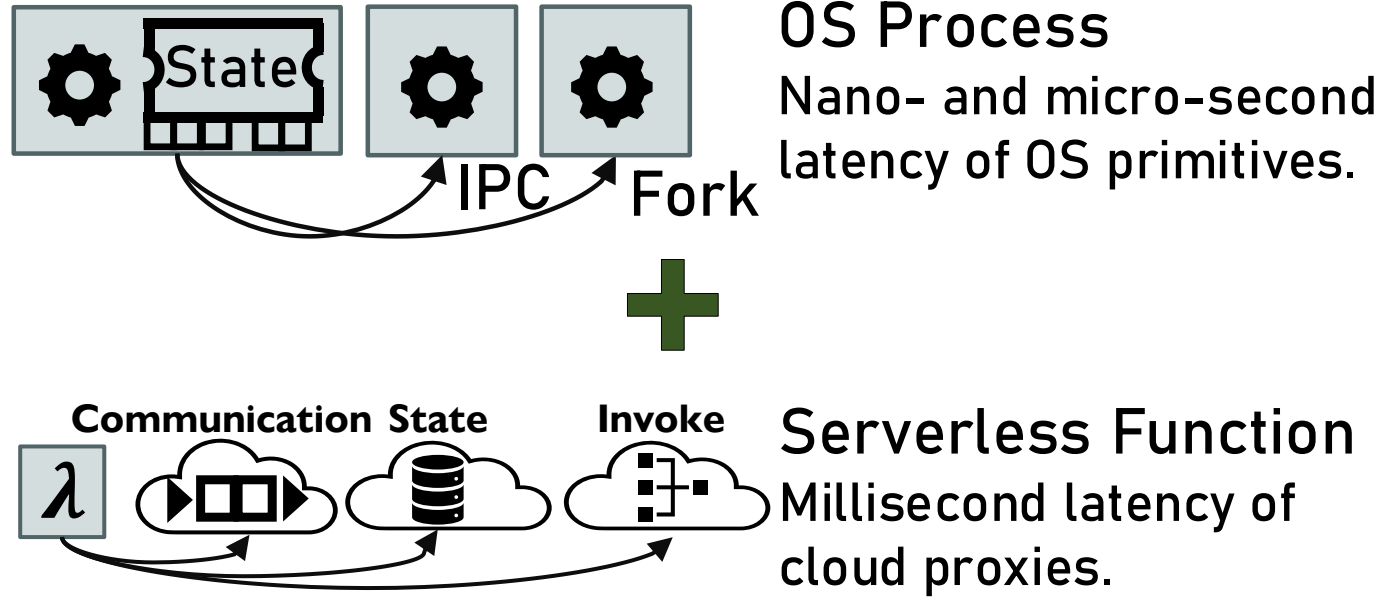 State
IPC
Fork
OS Process
Nano- and micro-second
latency of OS primitives.
Communication State Invoke
λ
Serverless Function
Millisecond latency of
cloud proxies.